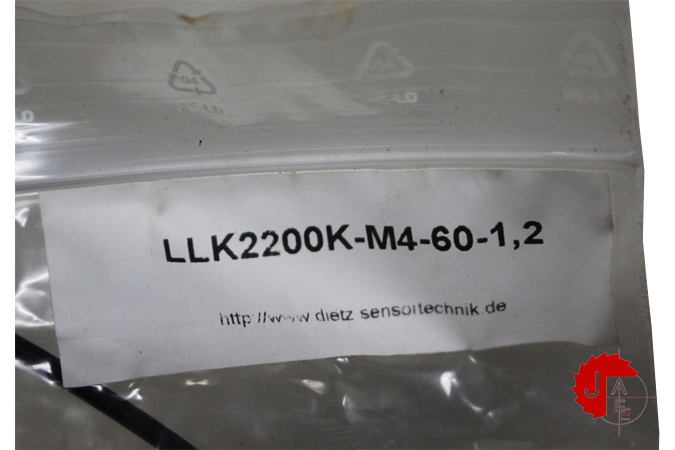 LLK2200K-M4-60-1,2
http://www dietz sensortechnik.de